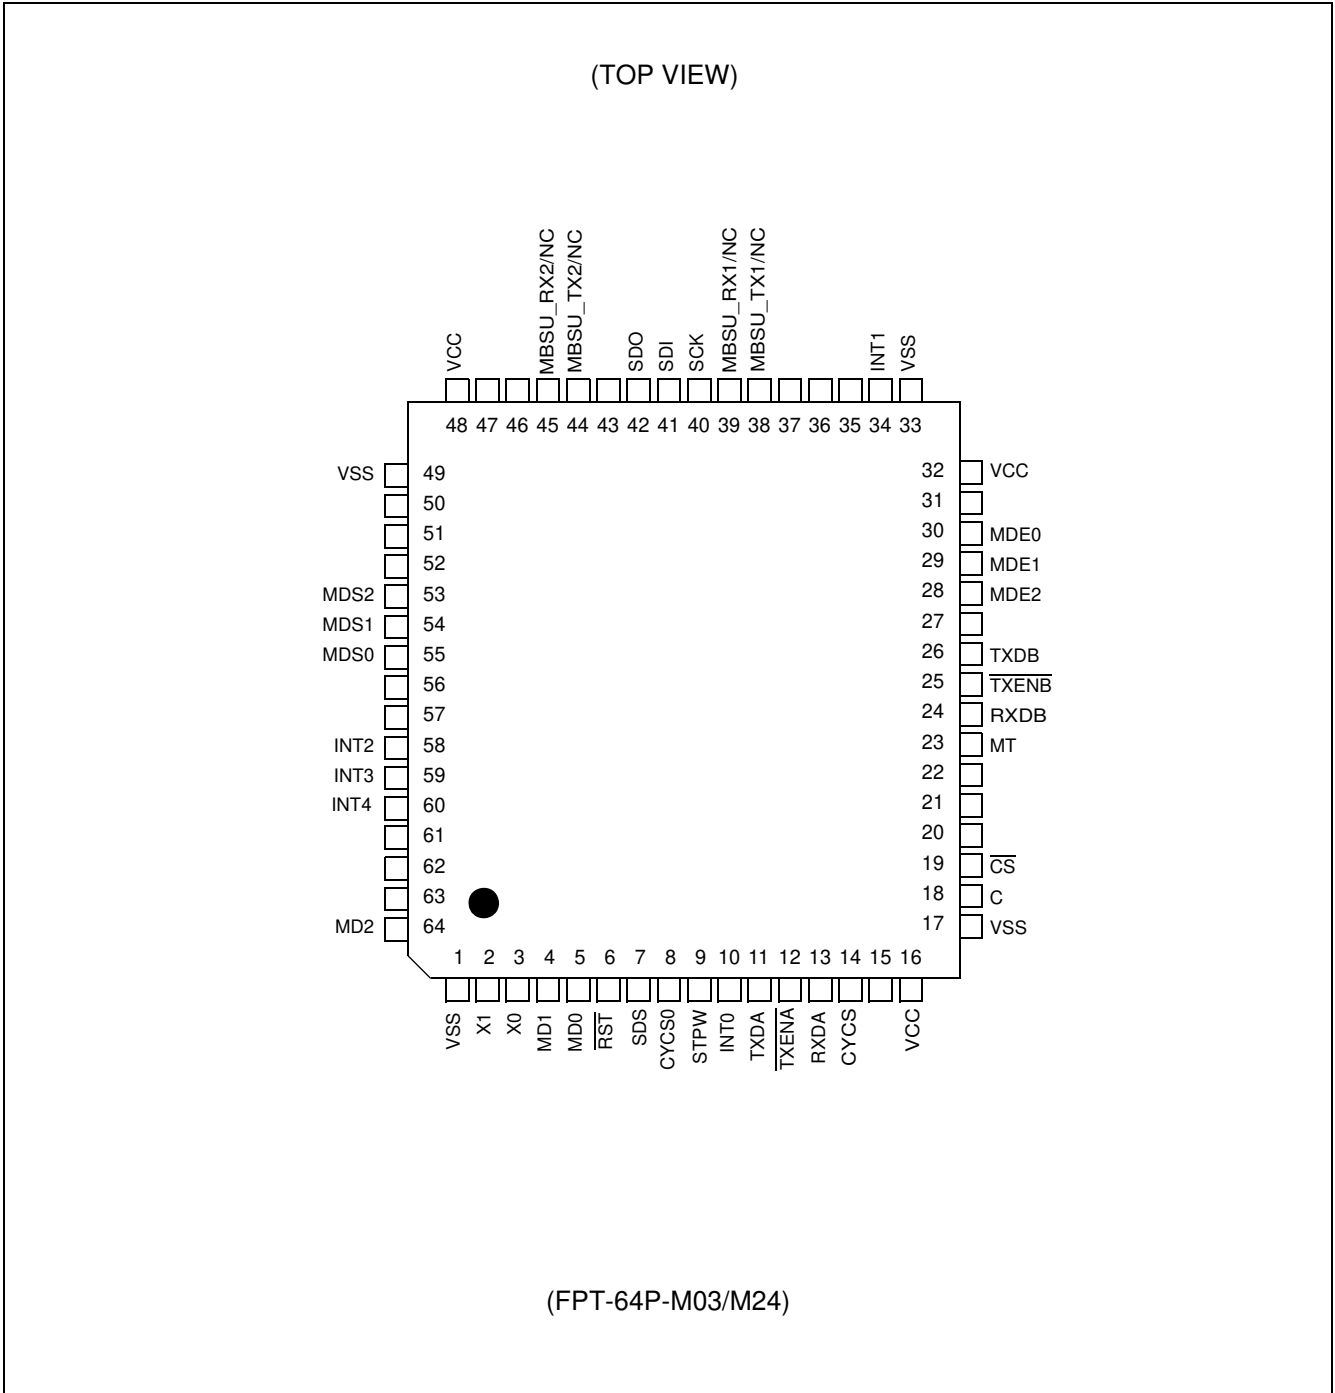 (TOP VIEW)
VCC
MBSU_RX2/NC
MBSU_TX2/NC
SDO
SDI
SCK
MBSU_RX1/NC
MBSU_TX1/NC
INT1
VSS
48 47 46 45 44 43 42 41 40 39 38 37 36 35 34 33
VSS 49
50
51
52
MDS2 53
MDS1 54
MDS0 55
56
57
INT2 58
INT3 59
INT4 60
61
62
63
MD2 64
32 VCC
31
30 MDE0
29 MDE1
28 MDE2
27
26 TXDB
25 TXENB
24 RXDB
23 MT
22
21
20
19 CS
18 C
17 VSS
1 2 3 4 5 6 7 8 9 10 11 12 13 14 15 16
VSS
X1
X0
MD1
MD0
RST
SDS
CYCS0
STPW
INT0
TXDA
TXENA
RXDA
CYCS
VCC
(FPT-64P-M03/M24)